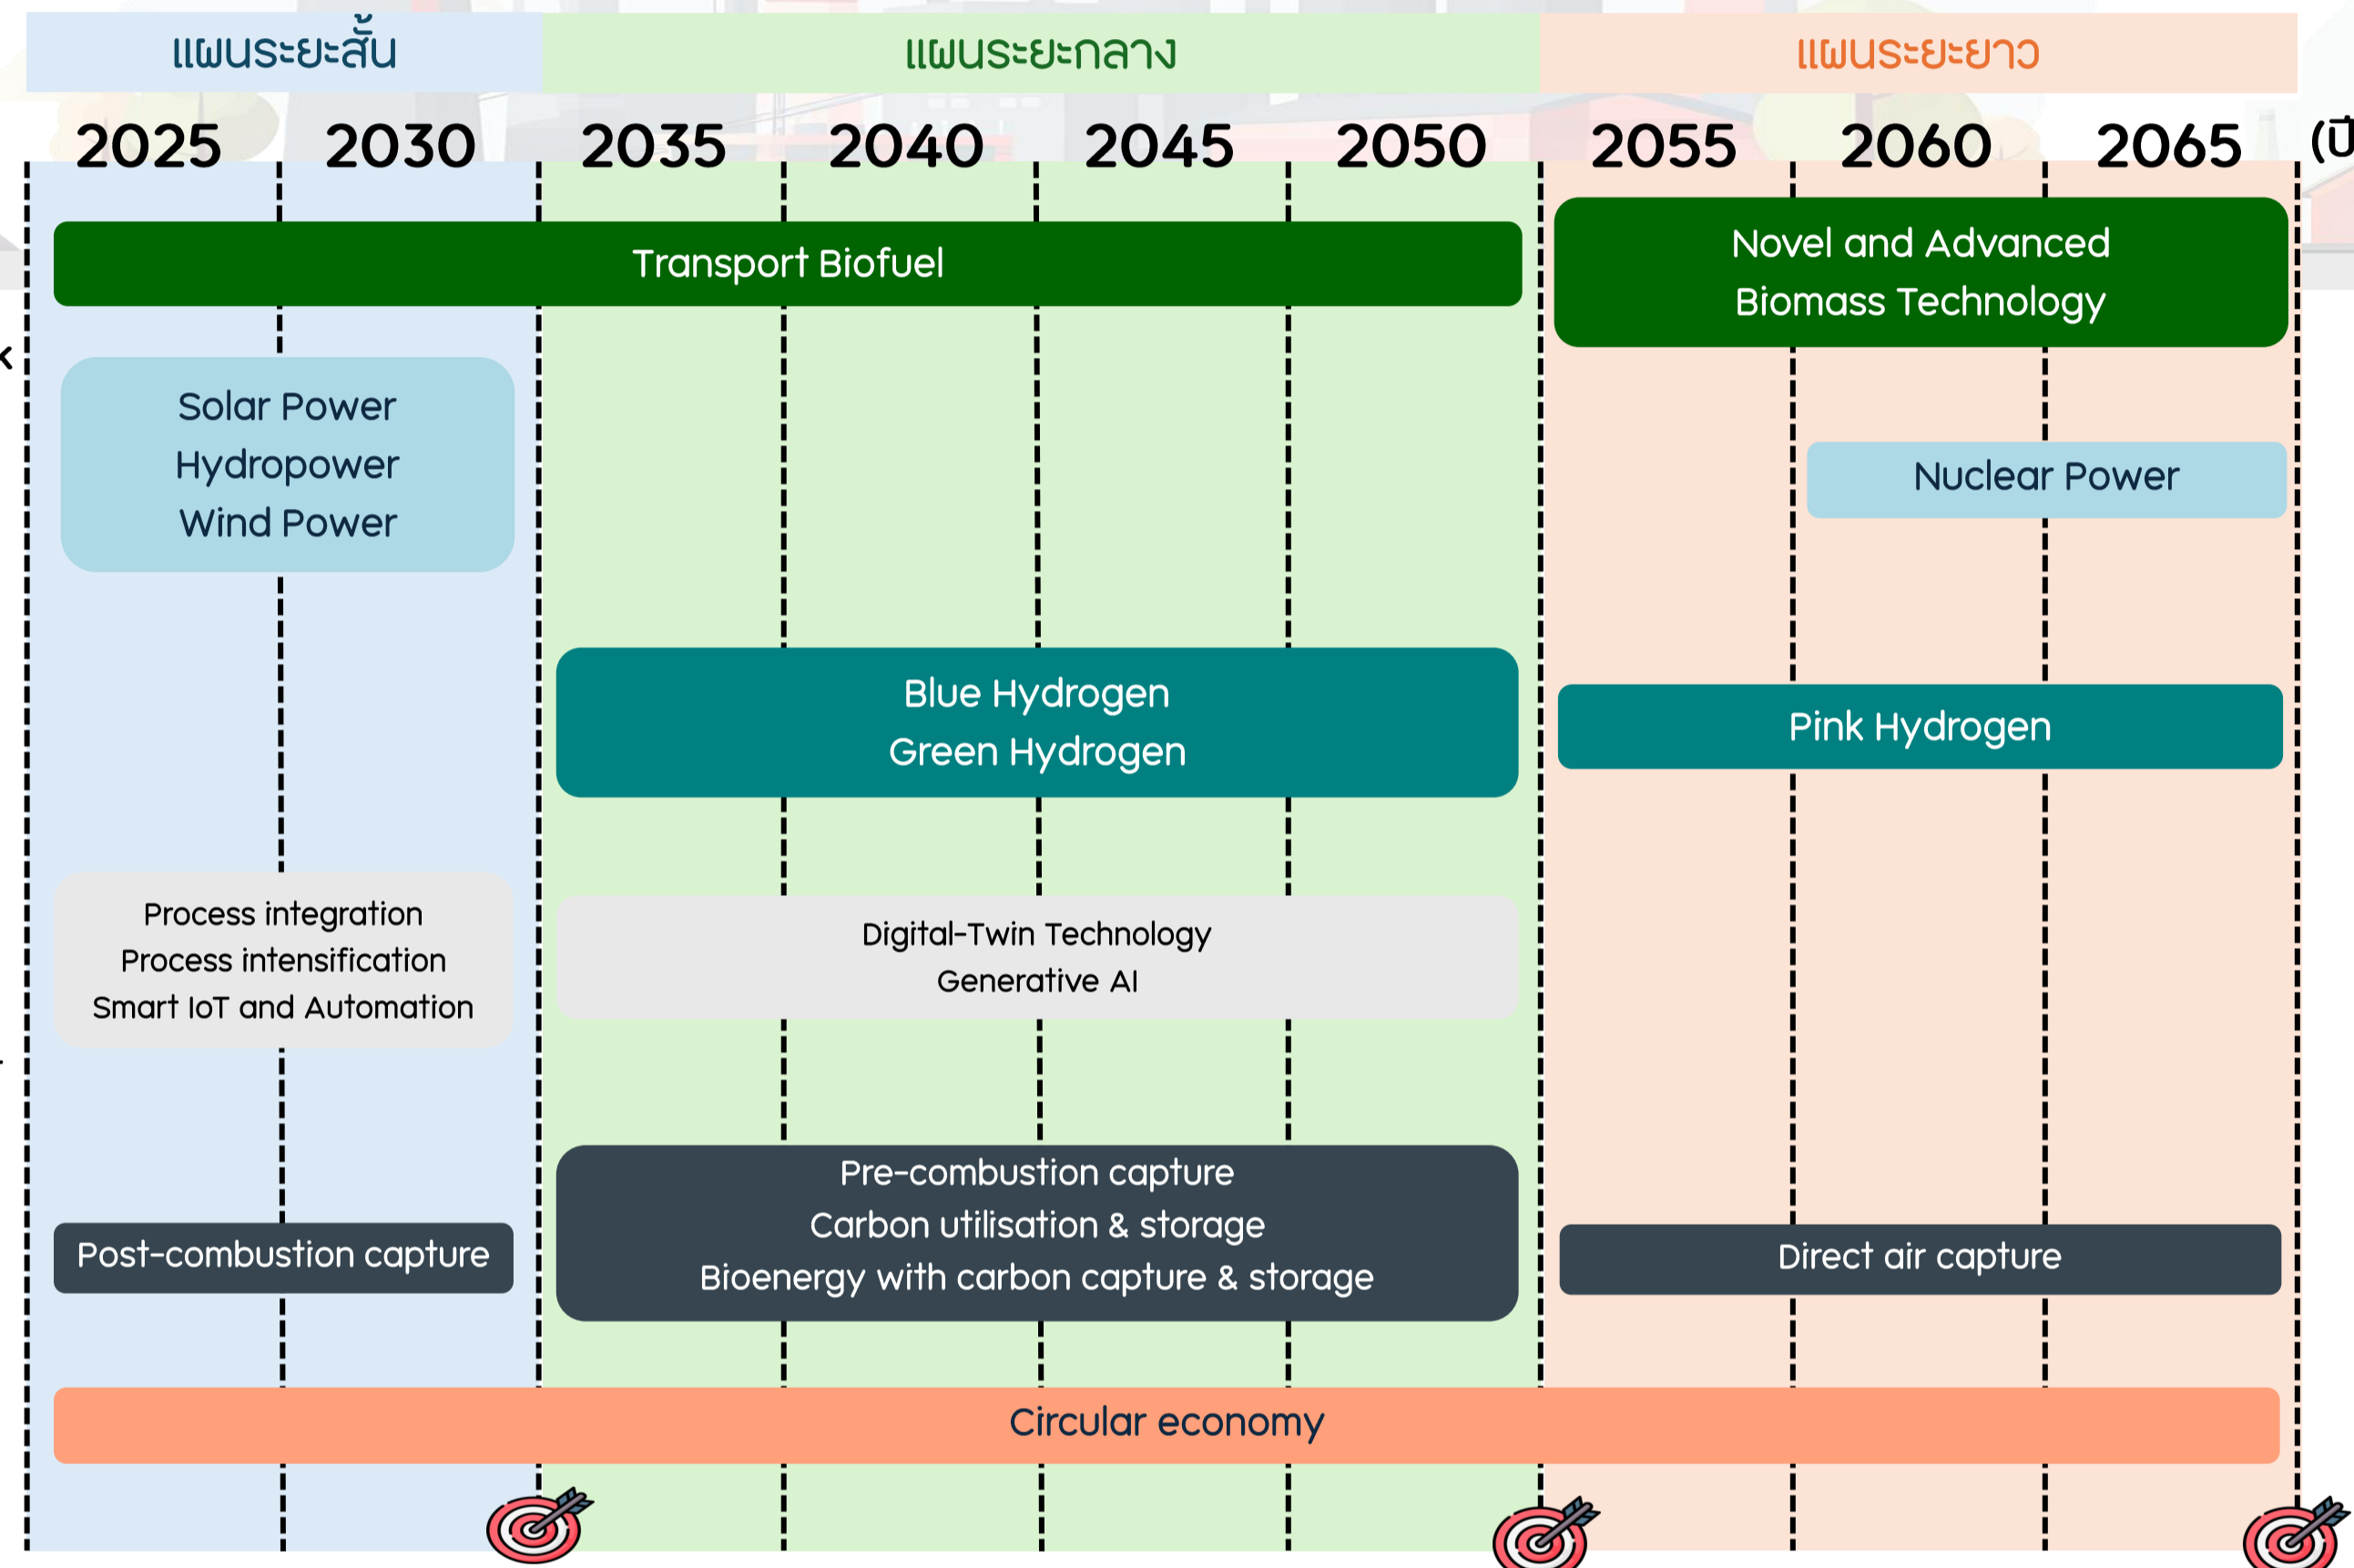 แผนระยะสั้น
แผนระยะกลาง
แผนระยะยาว
2025 2030 2035 2040 2045 2050 2055 2060 2065
Transport Biofuel
Novel and Advanced
Biomass Technology
Solar Power
Hydropower
Wind Power
Nuclear Power
Blue Hydrogen
Green Hydrogen
Pink Hydrogen
Process integration
Process intensification
Smart IoT and Automation
Digital-Twin Technology
Generative AI
Post-combustion capture
Pre-combustion capture
Carbon utilisation & storage
Bioenergy with carbon capture & storage
Direct air capture
Circular economy